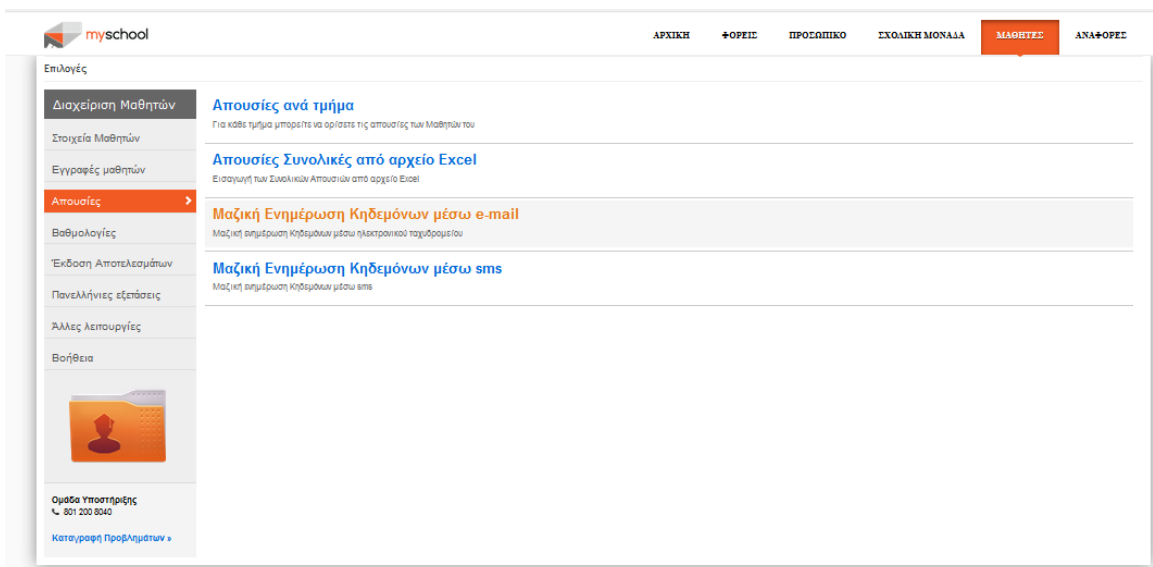 myschool
ΑΡΧΙΚΗ ΦΟΡΕΙΣ ΠΡΟΣΩΠΙΚΟ ΣΧΟΛΙΚΗ ΜΟΝΑΔΑ ΜΑΘΗΤΕΣ ΑΝΑΦΟΡΕΣ
Επιλογές
Διαχείριση Μαθητών
Στοιχεία Μαθητών
Εγγραφές μαθητών
Απουσίες
Βαθμολογίες
Έκδοση Αποτελεσμάτων
Πανελλήνιες εξετάσεις
Άλλες λειτουργίες
Βοήθεια
Ομάδα Υποστήριξης
801 200 8040
Καταγραφή Προβλημάτων »
Απουσίες ανά τμήμα
Για κάθε τμήμα μπορείτε να ορίσετε τις απουσίες των Μαθητών του
Απουσίες Συνολικές από αρχείο Excel
Εισαγωγή των Συνολικών Απουσιών από αρχείο Excel
Μαζική Ενημέρωση Κηδεμόνων μέσω e-mail
Μαζική ενημέρωση Κηδεμόνων μέσω ηλεκτρονικού ταχυδρομείου
Μαζική Ενημέρωση Κηδεμόνων μέσω sms
Μαζική ενημέρωση Κηδεμόνων μέσω sms